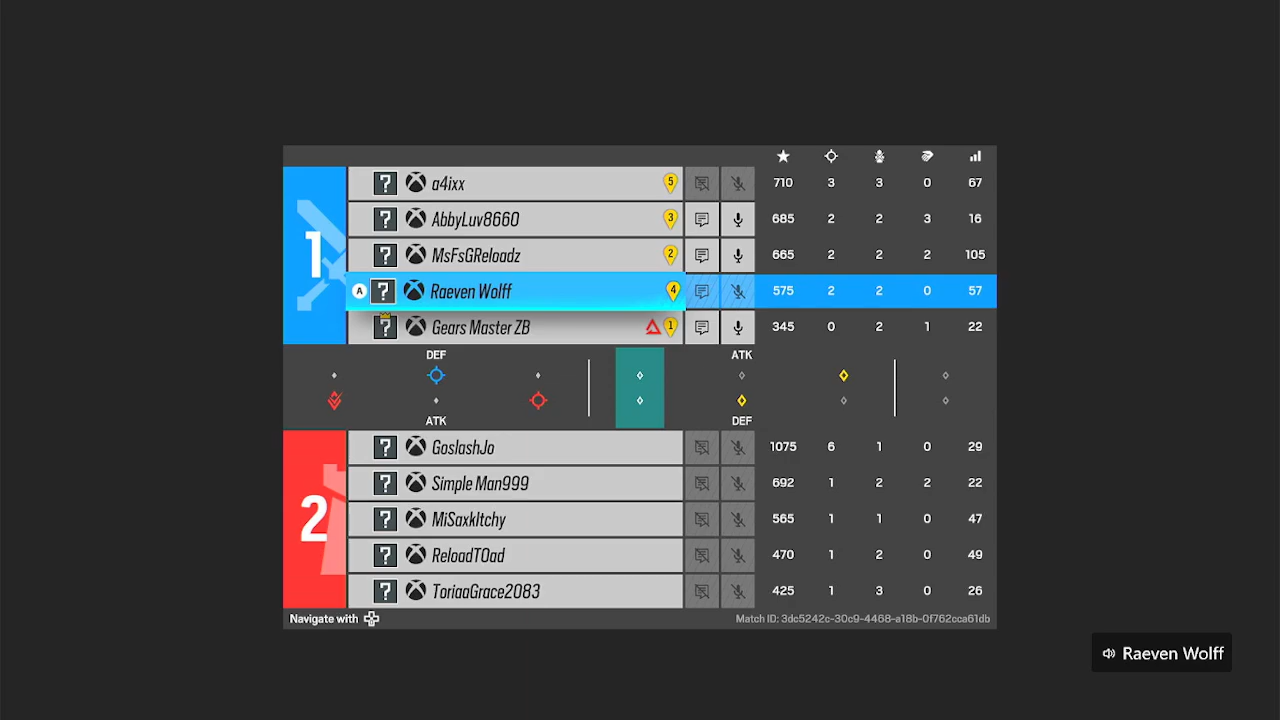 1
? a4ixx 5 710 3 3 0 67
? AbbyLuv8660 3 685 2 2 3 16
? MsFsGReloadz 2 665 2 2 2 105
A ? Raeven Wolff 4 575 2 2 0 57
? Gears Master ZB 1 345 0 2 1 22
DEF ATK
ATK DEF
2
? GoslashJo 1075 6 1 0 29
? Simple Man999 692 1 2 2 22
? MiSaxkItchy 565 1 1 0 47
? ReloadT0ad 470 1 2 0 49
? ToriaaGrace2083 425 1 3 0 26
Navigate with Match ID: 3dc5242c-30c9-4468-a18b-0f762cca61db
Raeven Wolff